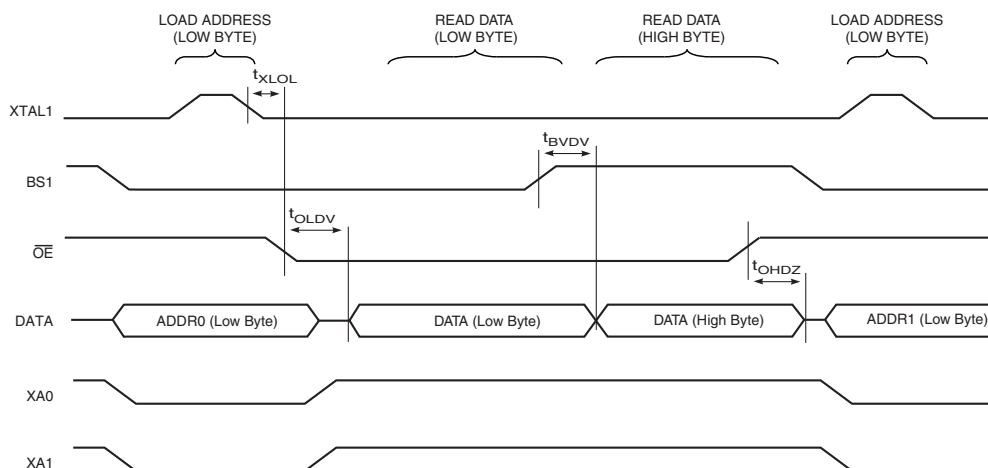 LOAD ADDRESS
(LOW BYTE)
READ DATA
(LOW BYTE)
READ DATA
(HIGH BYTE)
LOAD ADDRESS
(LOW BYTE)
tXLOL
XTAL1
tBVDV
BS1
tOLDV
OE
tOHDZ
DATA
ADDR0 (Low Byte)
DATA (Low Byte)
DATA (High Byte)
ADDR1 (Low Byte)
XA0
XA1